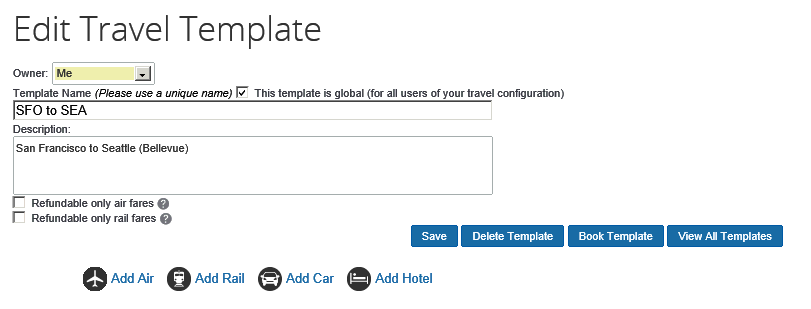 Edit Travel Template
Owner: Me
Template Name (Please use a unique name) This template is global (for all users of your travel configuration)
SFO to SEA
Description:
San Francisco to Seattle (Bellevue)
Refundable only air fares ?
Refundable only rail fares ?
Save Delete Template Book Template View All Templates
Add Air Add Rail Add Car Add Hotel